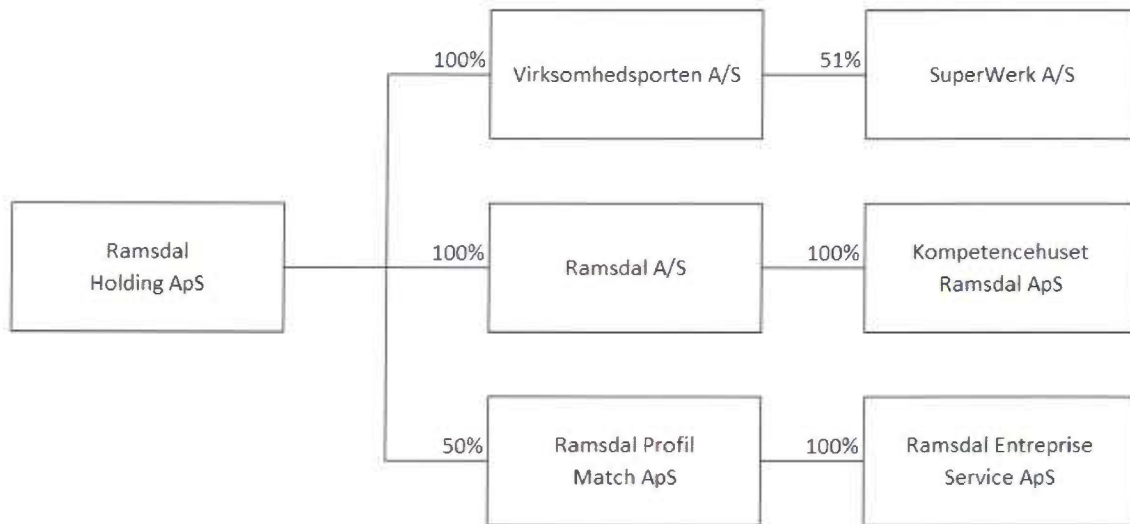 100%
Virksomhedsporten A/S
51%
SuperWerk A/S
Ramsdal
Holding ApS
100%
Ramsdal A/S
100%
Kompetencehuset
Ramsdal ApS
50%
Ramsdal Profil
Match ApS
100%
Ramsdal Entreprise
Service ApS